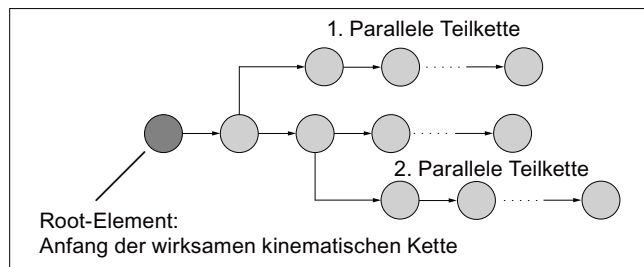 1. Parallele Teilkette
2. Parallele Teilkette
Root-Element:
Anfang der wirksamen kinematischen Kette